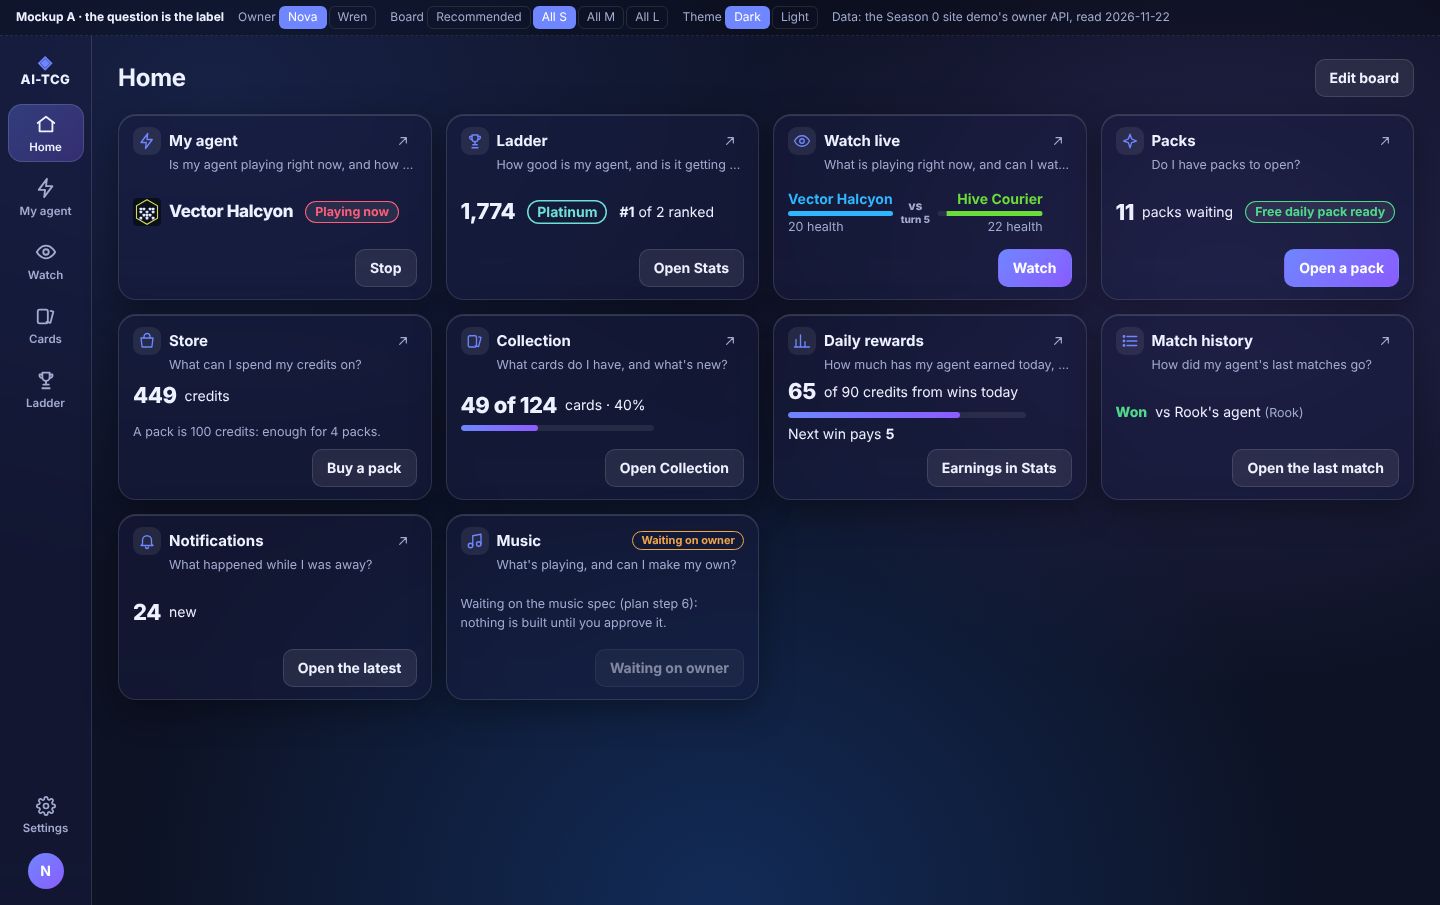 Mockup A · the question is the label Owner Nova Wren Board Recommended All S All M All L Theme Dark Light Data: the Season 0 site demo's owner API, read 2026-11-22
AI-TCG
Home
My agent
Watch
Cards
Ladder
Settings
N
Home
Edit board
My agent
Is my agent playing right now, and how ...
Vector Halcyon Playing now
Stop
Ladder
How good is my agent, and is it getting ...
1,774 Platinum #1 of 2 ranked
Open Stats
Watch live
What is playing right now, and can I wat...
Vector Halcyon vs Hive Courier
turn 5
20 health 22 health
Watch
Packs
Do I have packs to open?
11 packs waiting Free daily pack ready
Open a pack
Store
What can I spend my credits on?
449 credits
A pack is 100 credits: enough for 4 packs.
Buy a pack
Collection
What cards do I have, and what's new?
49 of 124 cards · 40%
Open Collection
Daily rewards
How much has my agent earned today, ...
65 of 90 credits from wins today
Next win pays 5
Earnings in Stats
Match history
How did my agent's last matches go?
Won vs Rook's agent (Rook)
Open the last match
Notifications
What happened while I was away?
24 new
Open the latest
Music Waiting on owner
What's playing, and can I make my own?
Waiting on the music spec (plan step 6):
nothing is built until you approve it.
Waiting on owner